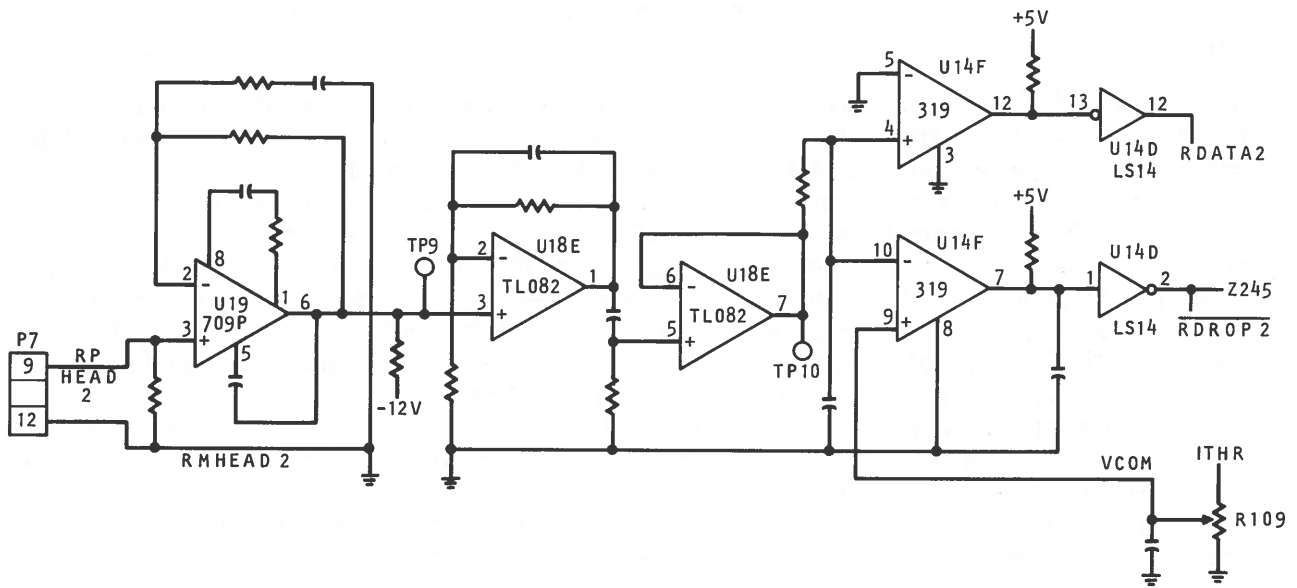 +5V
5
-
U14F
319
12
4
+
3
13
12
U14D
LS14
RDATA2
+5V
8
2
-
U19
709P
1
6
3
+
5
P7
9
12
RP
HEAD
2
RMHEAD 2
TP9
-12V
2
-
U18E
TL082
1
3
+
6
-
U18E
TL082
7
5
+
TP10
10
-
U14F
319
7
9
+
8
U14D
1
2
LS14
Z245
RDROP 2
VCOM
ITHR
R109